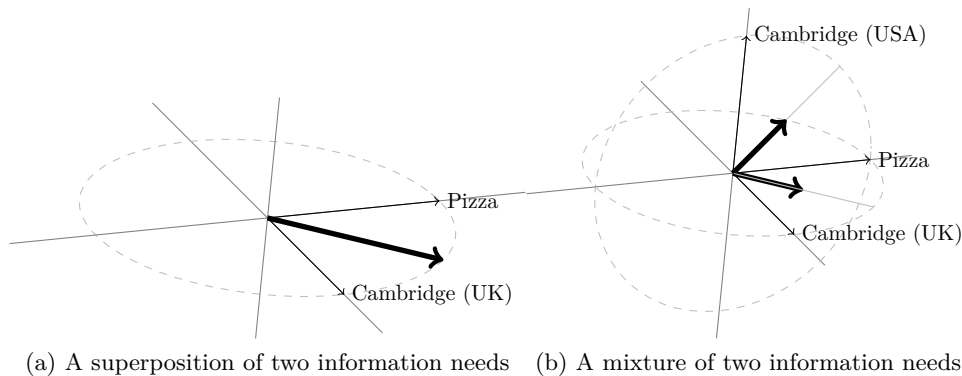 Cambridge (USA)
Pizza
Cambridge (UK)
Pizza
Cambridge (UK)
(a) A superposition of two information needs
(b) A mixture of two information needs